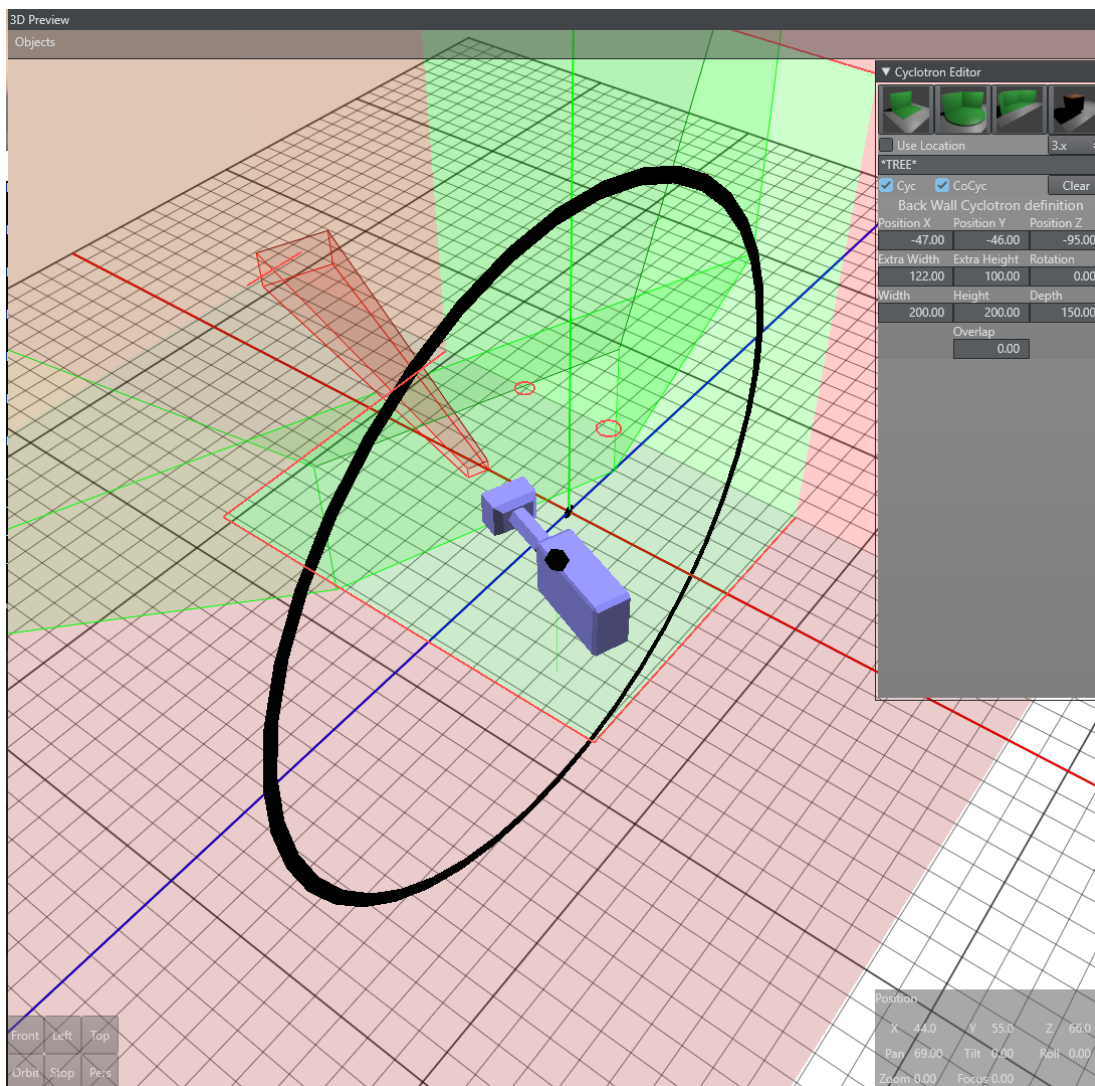 3D Preview
Objects
▼ Cyclotron Editor
Use Location 3.x
*TREE*
Cyc CoCyc Clear
Back Wall Cyclotron definition
Position X Position Y Position Z
-47.00 -46.00 -95.00
Extra Width Extra Height Rotation
122.00 100.00 0.00
Width Height Depth
200.00 200.00 150.00
Overlap
0.00
Position
X 44.0 Y 55.0 Z 66.0
Pan 69.00 Tilt 0.00 Roll 0.00
Zoom 0.00 Focus 0.00
Front Left Top
Orbit Stop Pers